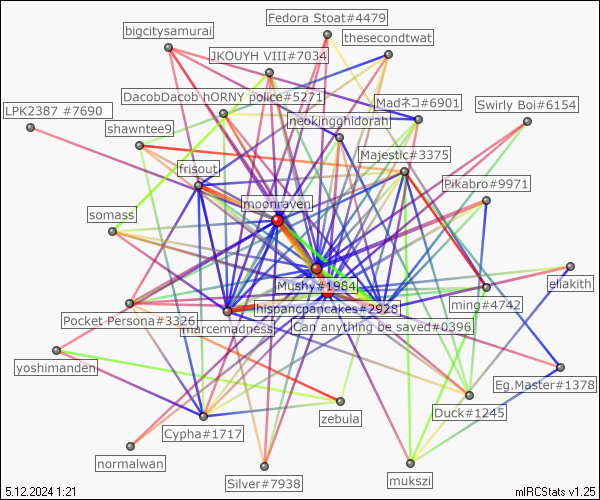 Fedora Stoat#4479
bigcitysamurai
thesecondtwat
JKOUYH VIII#7034
DacobDacob hORNY police#5271
Madネコ#6901
LPK2387 #7690
Swirly Boi#6154
shawntee9
neokingghidorah
Majestic#3375
frisout
Pikabro#9971
moonraven
somass
Mushy#1984
eliakith
hispancpancakes#2928
ming#4742
Pocket Persona#3326
marcemadness
Can anything be saved#0396
yoshimanden
Eg.Master#1378
Duck#1245
zebula
Cypha#1717
normalwan
Silver#7938
mukszi
5.12.2024 1:21
mIRCStats v1.25